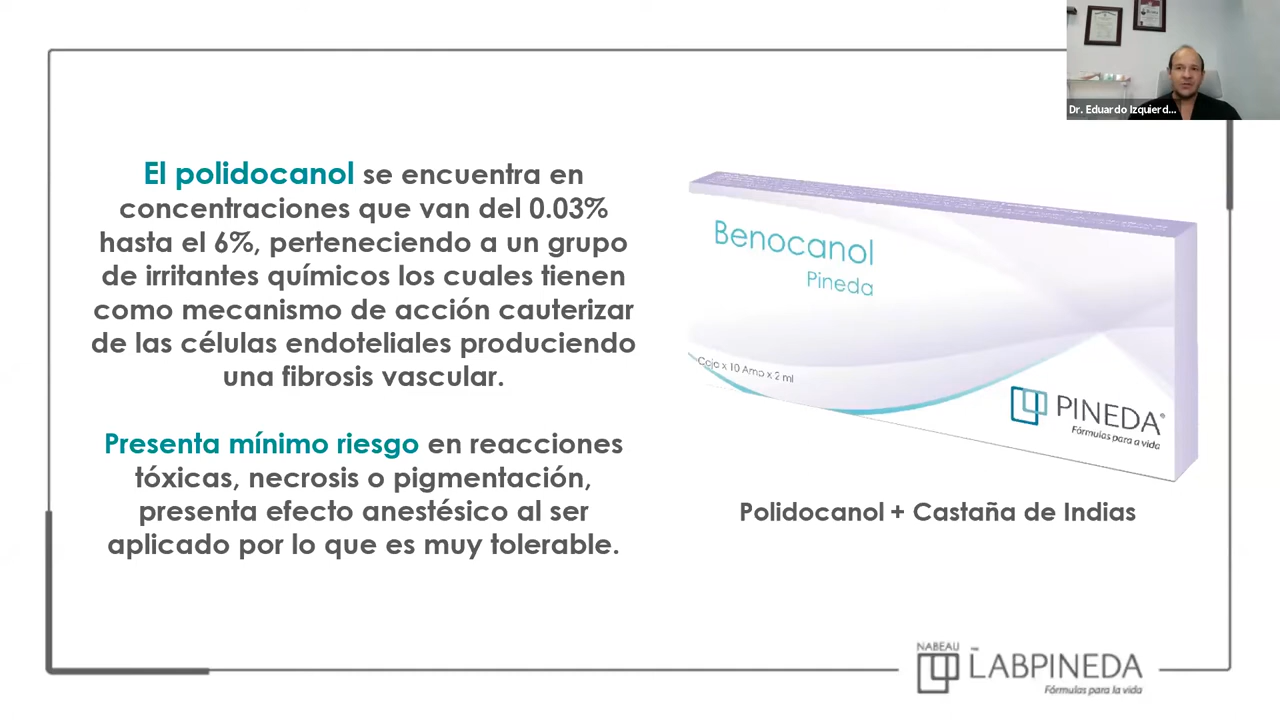 Dr. Eduardo Izquierd...
El polidocanol se encuentra en
concentraciones que van del 0.03%
hasta el 6%, perteneciendo a un grupo
de irritantes químicos los cuales tienen
como mecanismo de acción cauterizar
de las células endoteliales produciendo
una fibrosis vascular.
Presenta mínimo riesgo en reacciones
tóxicas, necrosis o pigmentación,
presenta efecto anestésico al ser
aplicado por lo que es muy tolerable.
Benocanol
Pineda
Caja x 10 Amp x 2 ml
PINEDA®
Fórmulas para a vida
Polidocanol + Castaña de Indias
NABEAU
LABPINEDA
Fórmulas para la vida